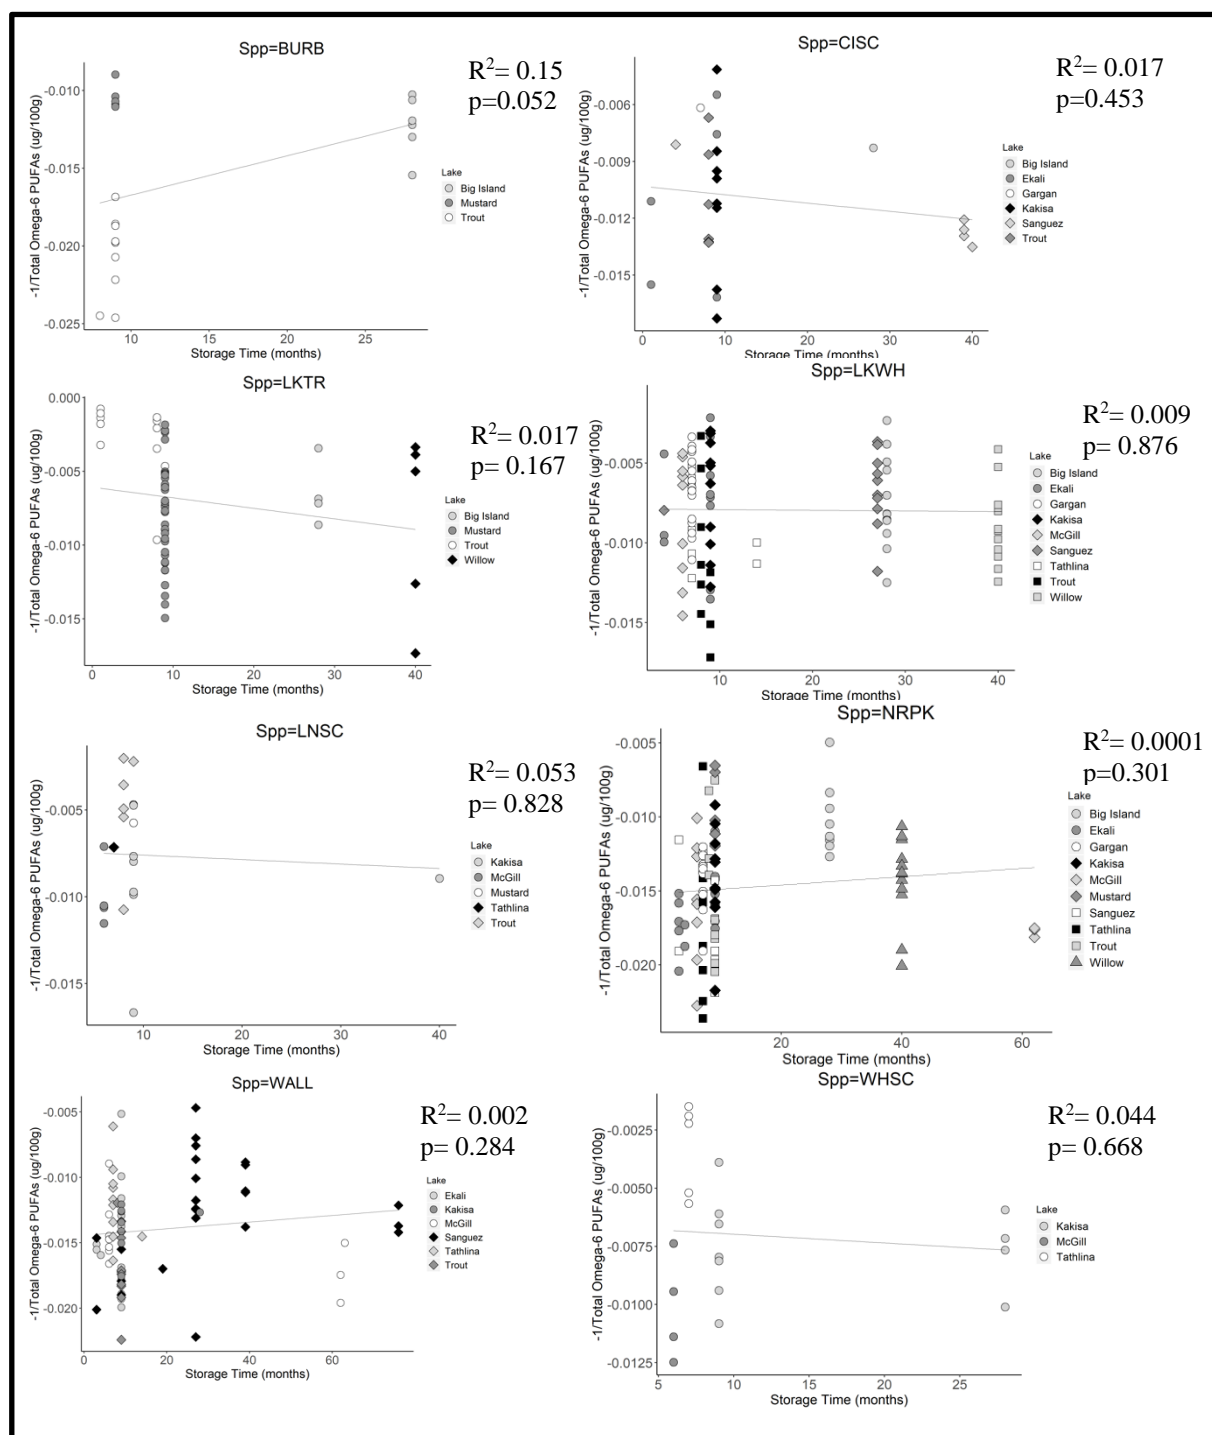 Spp=BURB
R²= 0.15
p=0.052
-1/Total Omega-6 PUFAs (ug/100g)
-0.010
-0.015
-0.020
-0.025
10
15
20
25
Storage Time (months)
Lake
Big Island
Mustard
Trout
Spp=CISC
R²= 0.017
p=0.453
-1/Total Omega-6 PUFAs (ug/100g)
-0.006
-0.009
-0.012
-0.015
0
10
20
30
40
Storage Time (months)
Lake
Big Island
Ekali
Gargan
Kakisa
Sanguez
Trout
Spp=LKTR
R²= 0.017
p= 0.167
-1/Total Omega-6 PUFAs (ug/100g)
0.000
-0.005
-0.010
-0.015
0
10
20
30
40
Storage Time (months)
Lake
Big Island
Mustard
Trout
Willow
Spp=LKWH
R²= 0.009
p= 0.876
-1/Total Omega-6 PUFAs (ug/100g)
-0.005
-0.010
-0.015
10
20
30
40
Storage Time (months)
Lake
Big Island
Ekali
Gargan
Kakisa
McGill
Sanguez
Tathlina
Trout
Willow
Spp=LNSC
R²= 0.053
p= 0.828
-1/Total Omega-6 PUFAs (ug/100g)
-0.005
-0.010
-0.015
10
20
30
40
Storage Time (months)
Lake
Kakisa
McGill
Mustard
Tathlina
Trout
Spp=NRPK
R²= 0.0001
p=0.301
-1/Total Omega-6 PUFAs (ug/100g)
-0.005
-0.010
-0.015
-0.020
20
40
60
Storage Time (months)
Lake
Big Island
Ekali
Gargan
Kakisa
McGill
Mustard
Sanguez
Tathlina
Trout
Willow
Spp=WALL
R²= 0.002
p= 0.284
-1/Total Omega-6 PUFAs (ug/100g)
-0.005
-0.010
-0.015
-0.020
0
20
40
60
Storage Time (months)
Lake
Ekali
Kakisa
McGill
Sanguez
Tathlina
Trout
Spp=WHSC
R²= 0.044
p= 0.668
-1/Total Omega-6 PUFAs (ug/100g)
-0.0025
-0.0050
-0.0075
-0.0100
-0.0125
5
10
15
20
25
Storage Time (months)
Lake
Kakisa
McGill
Tathlina